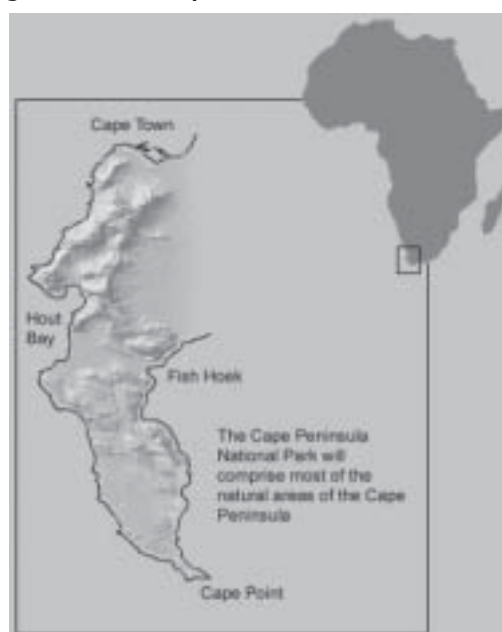 Cape Town
Hout
Bay
Fish Hoek
The Cape Peninsula
National Park will
comprise most of the
natural areas of the Cape
Peninsula
Cape Point